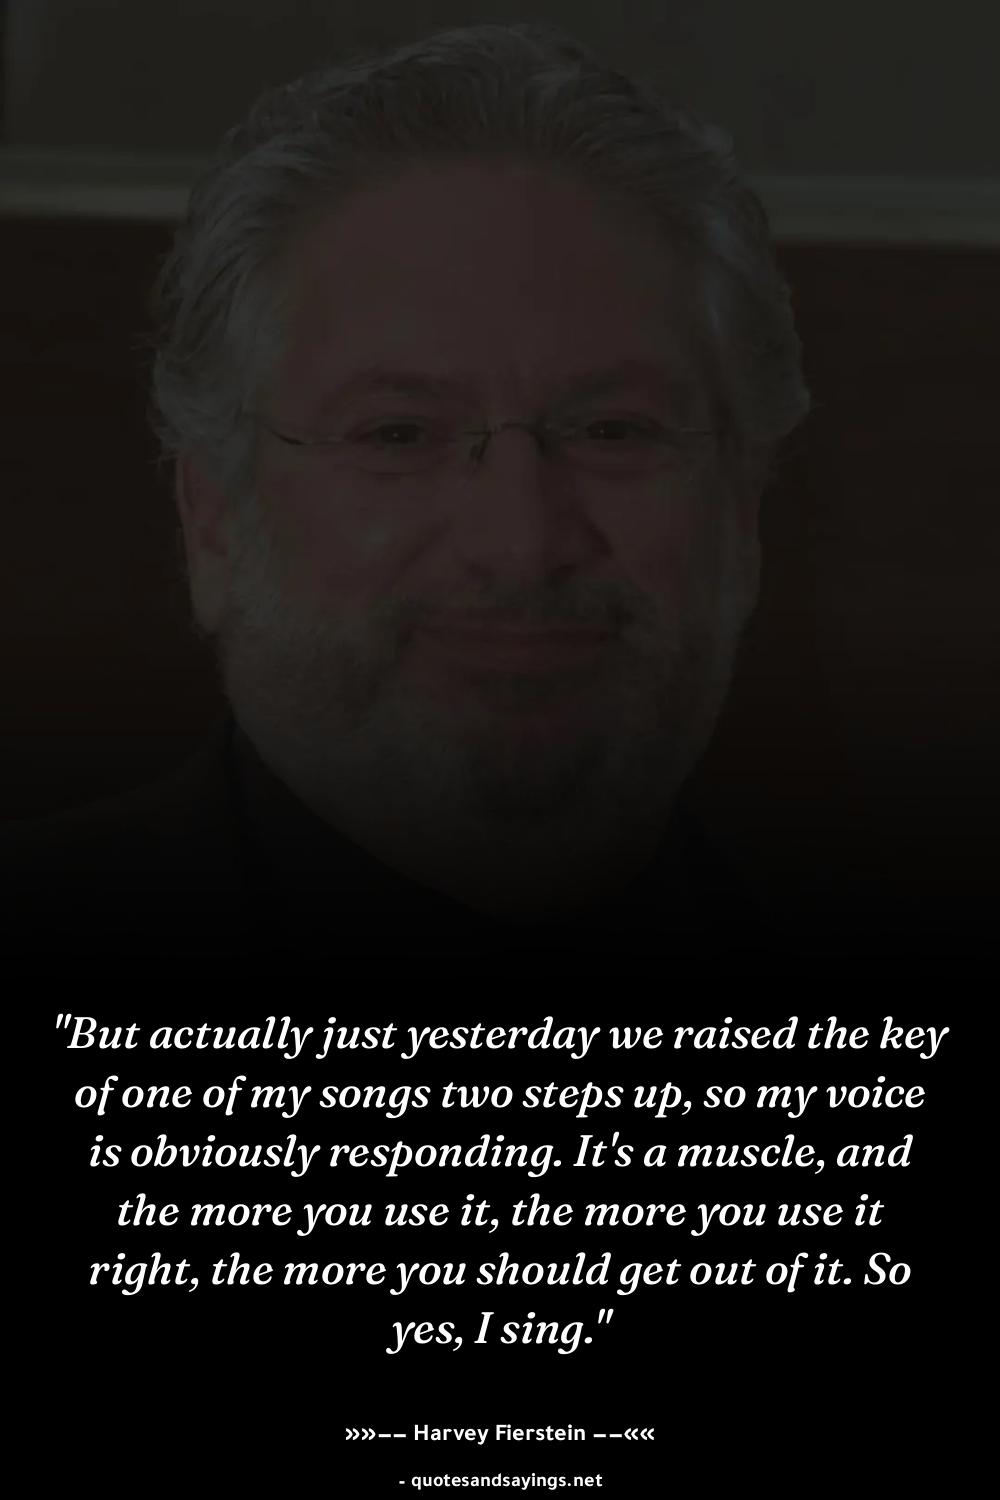 "But actually just yesterday we raised the key
of one of my songs two steps up, so my voice
is obviously responding. It's a muscle, and
the more you use it, the more you use it
right, the more you should get out of it. So
yes, I sing."
»»−− Harvey Fierstein −−««
- quotesandsayings.net